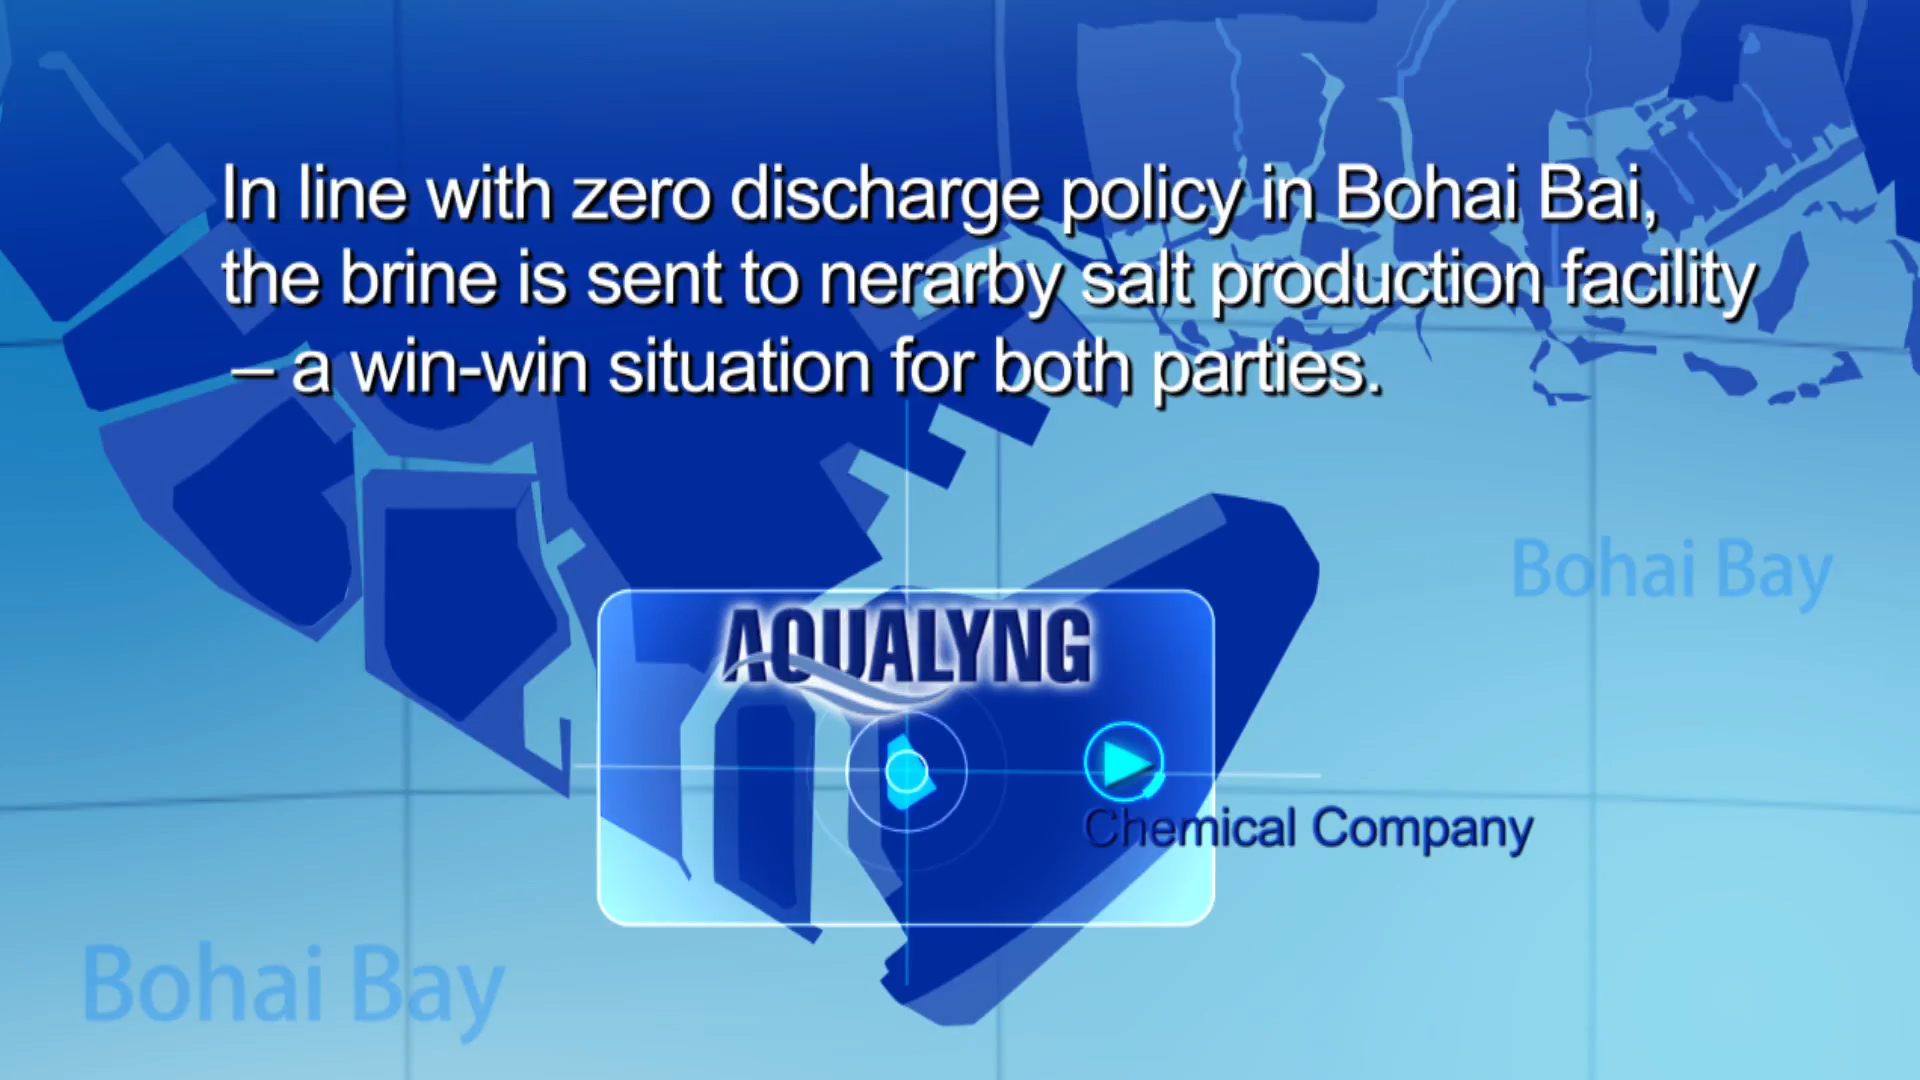 In line with zero discharge policy in Bohai Bai,
the brine is sent to nerarby salt production facility
– a win-win situation for both parties.
Bohai Bay
AQUALYNG
Chemical Company
Bohai Bay